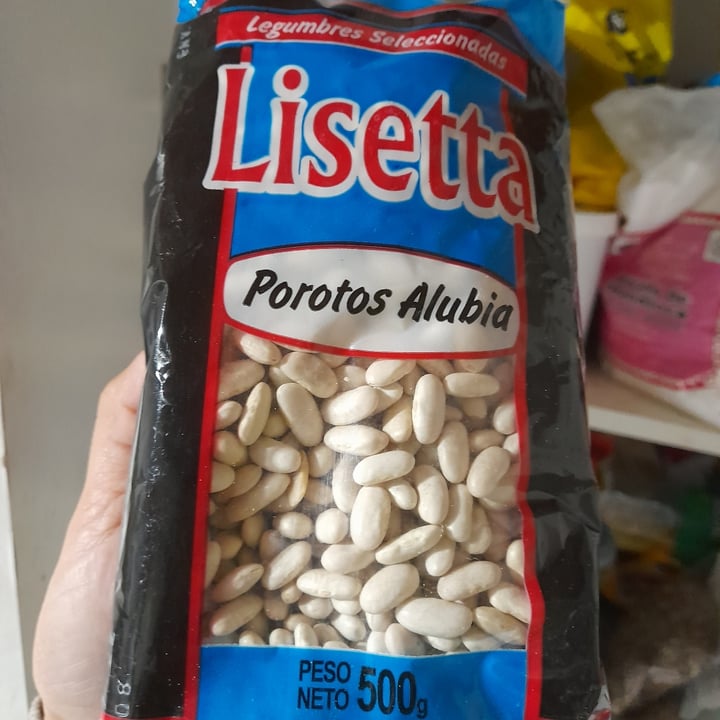 Legumbres Seleccionadas
Lisetta
Porotos Alubia
PESO
NETO 500g